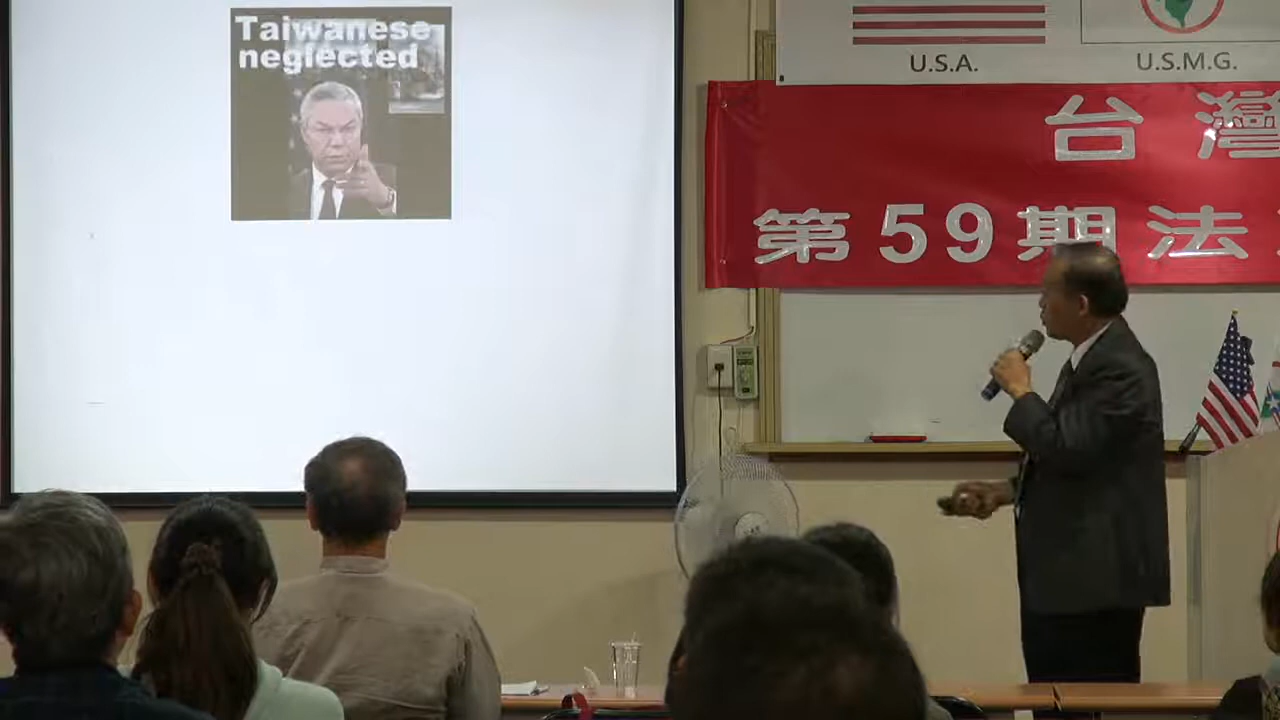 Taiwanese
neglected
U.S.A.
U.S.M.G.
台灣
第59期法